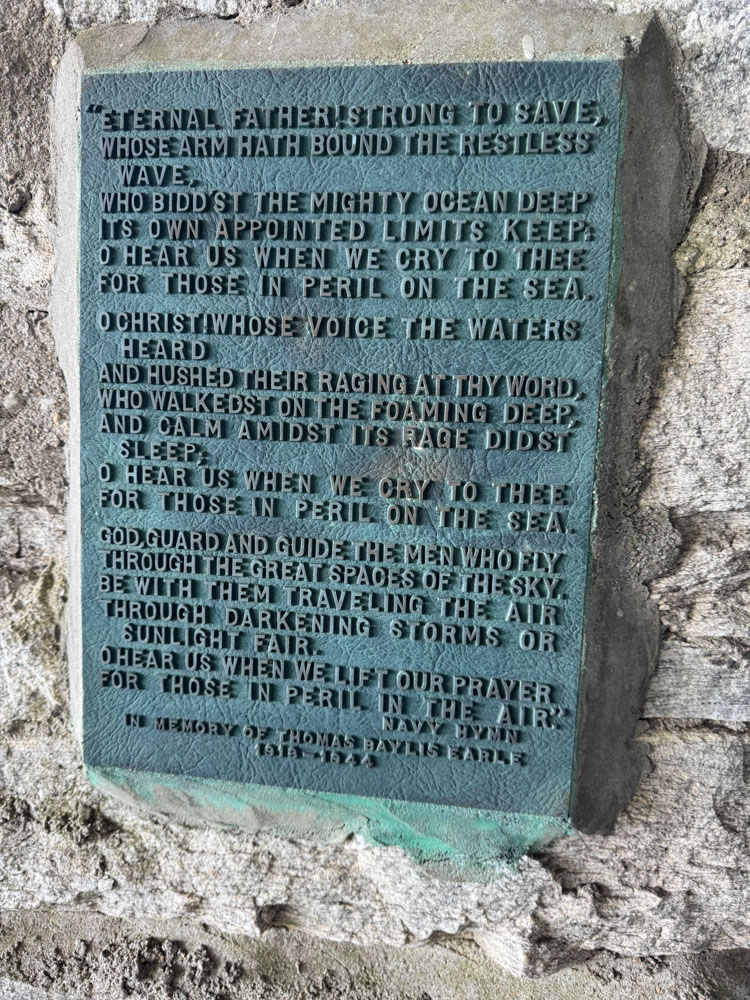 "ETERNAL FATHER! STRONG TO SAVE,
WHOSE ARM HATH BOUND THE RESTLESS
WAVE,
WHO BIDD'ST THE MIGHTY OCEAN DEEP
ITS OWN APPOINTED LIMITS KEEP;
O HEAR US WHEN WE CRY TO THEE
FOR THOSE IN PERIL ON THE SEA.
O CHRIST! WHOSE VOICE THE WATERS
HEARD
AND HUSHED THEIR RAGING AT THY WORD,
WHO WALKEDST ON THE FOAMING DEEP,
AND CALM AMIDST ITS RAGE DIDST
SLEEP;
O HEAR US WHEN WE CRY TO THEE
FOR THOSE IN PERIL ON THE SEA.
GOD, GUARD AND GUIDE THE MEN WHO FLY
THROUGH THE GREAT SPACES OF THE SKY.
BE WITH THEM TRAVELING THE AIR
THROUGH DARKENING STORMS OR
SUNLIGHT FAIR.
O HEAR US WHEN WE LIFT OUR PRAYER
FOR THOSE IN PERIL IN THE AIR."
NAVY HYMN
IN MEMORY OF THOMAS BAYLIS EARLE
1918-1944